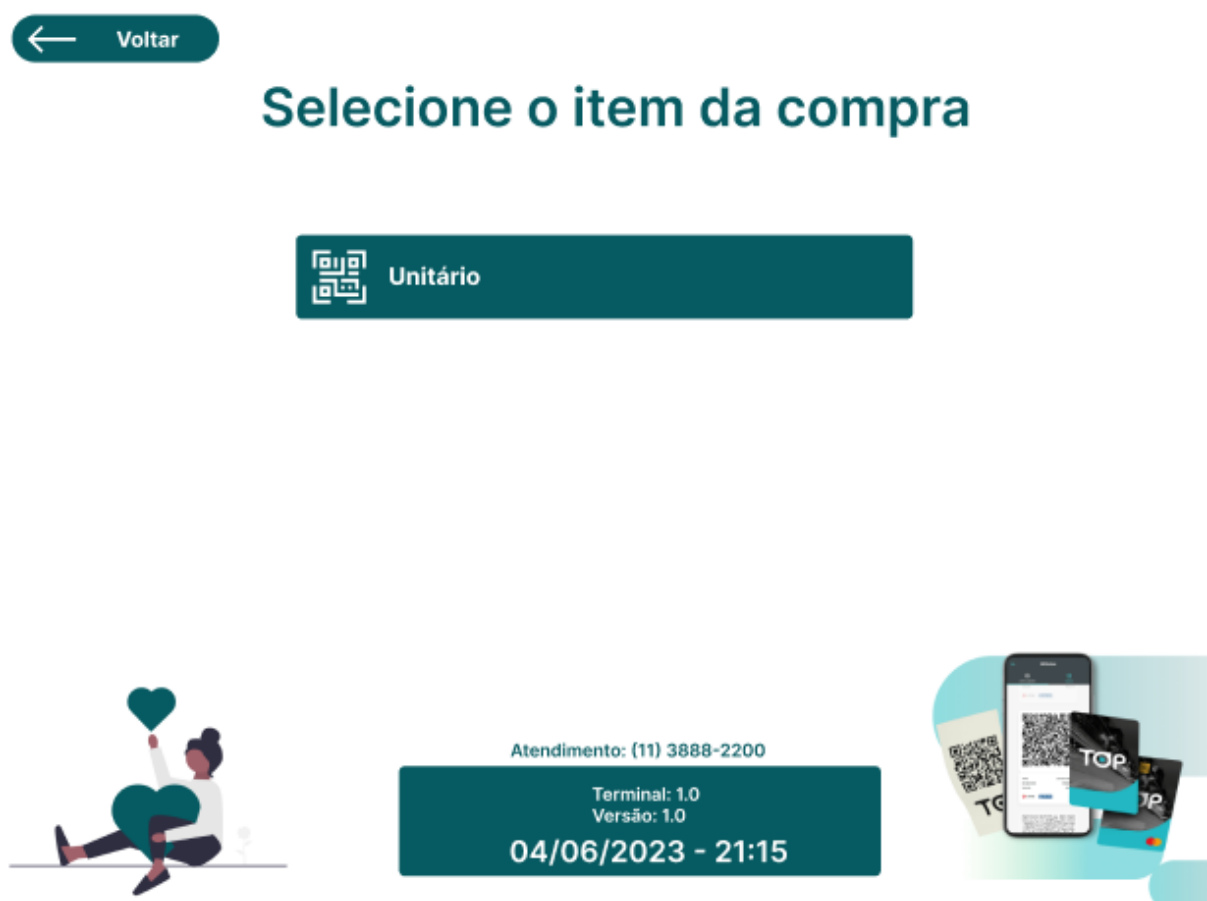 Voltar
Selecione o item da compra
Unitário
Atendimento: (11) 3888-2200
Terminal: 1.0
Versão: 1.0
04/06/2023 - 21:15
TOP